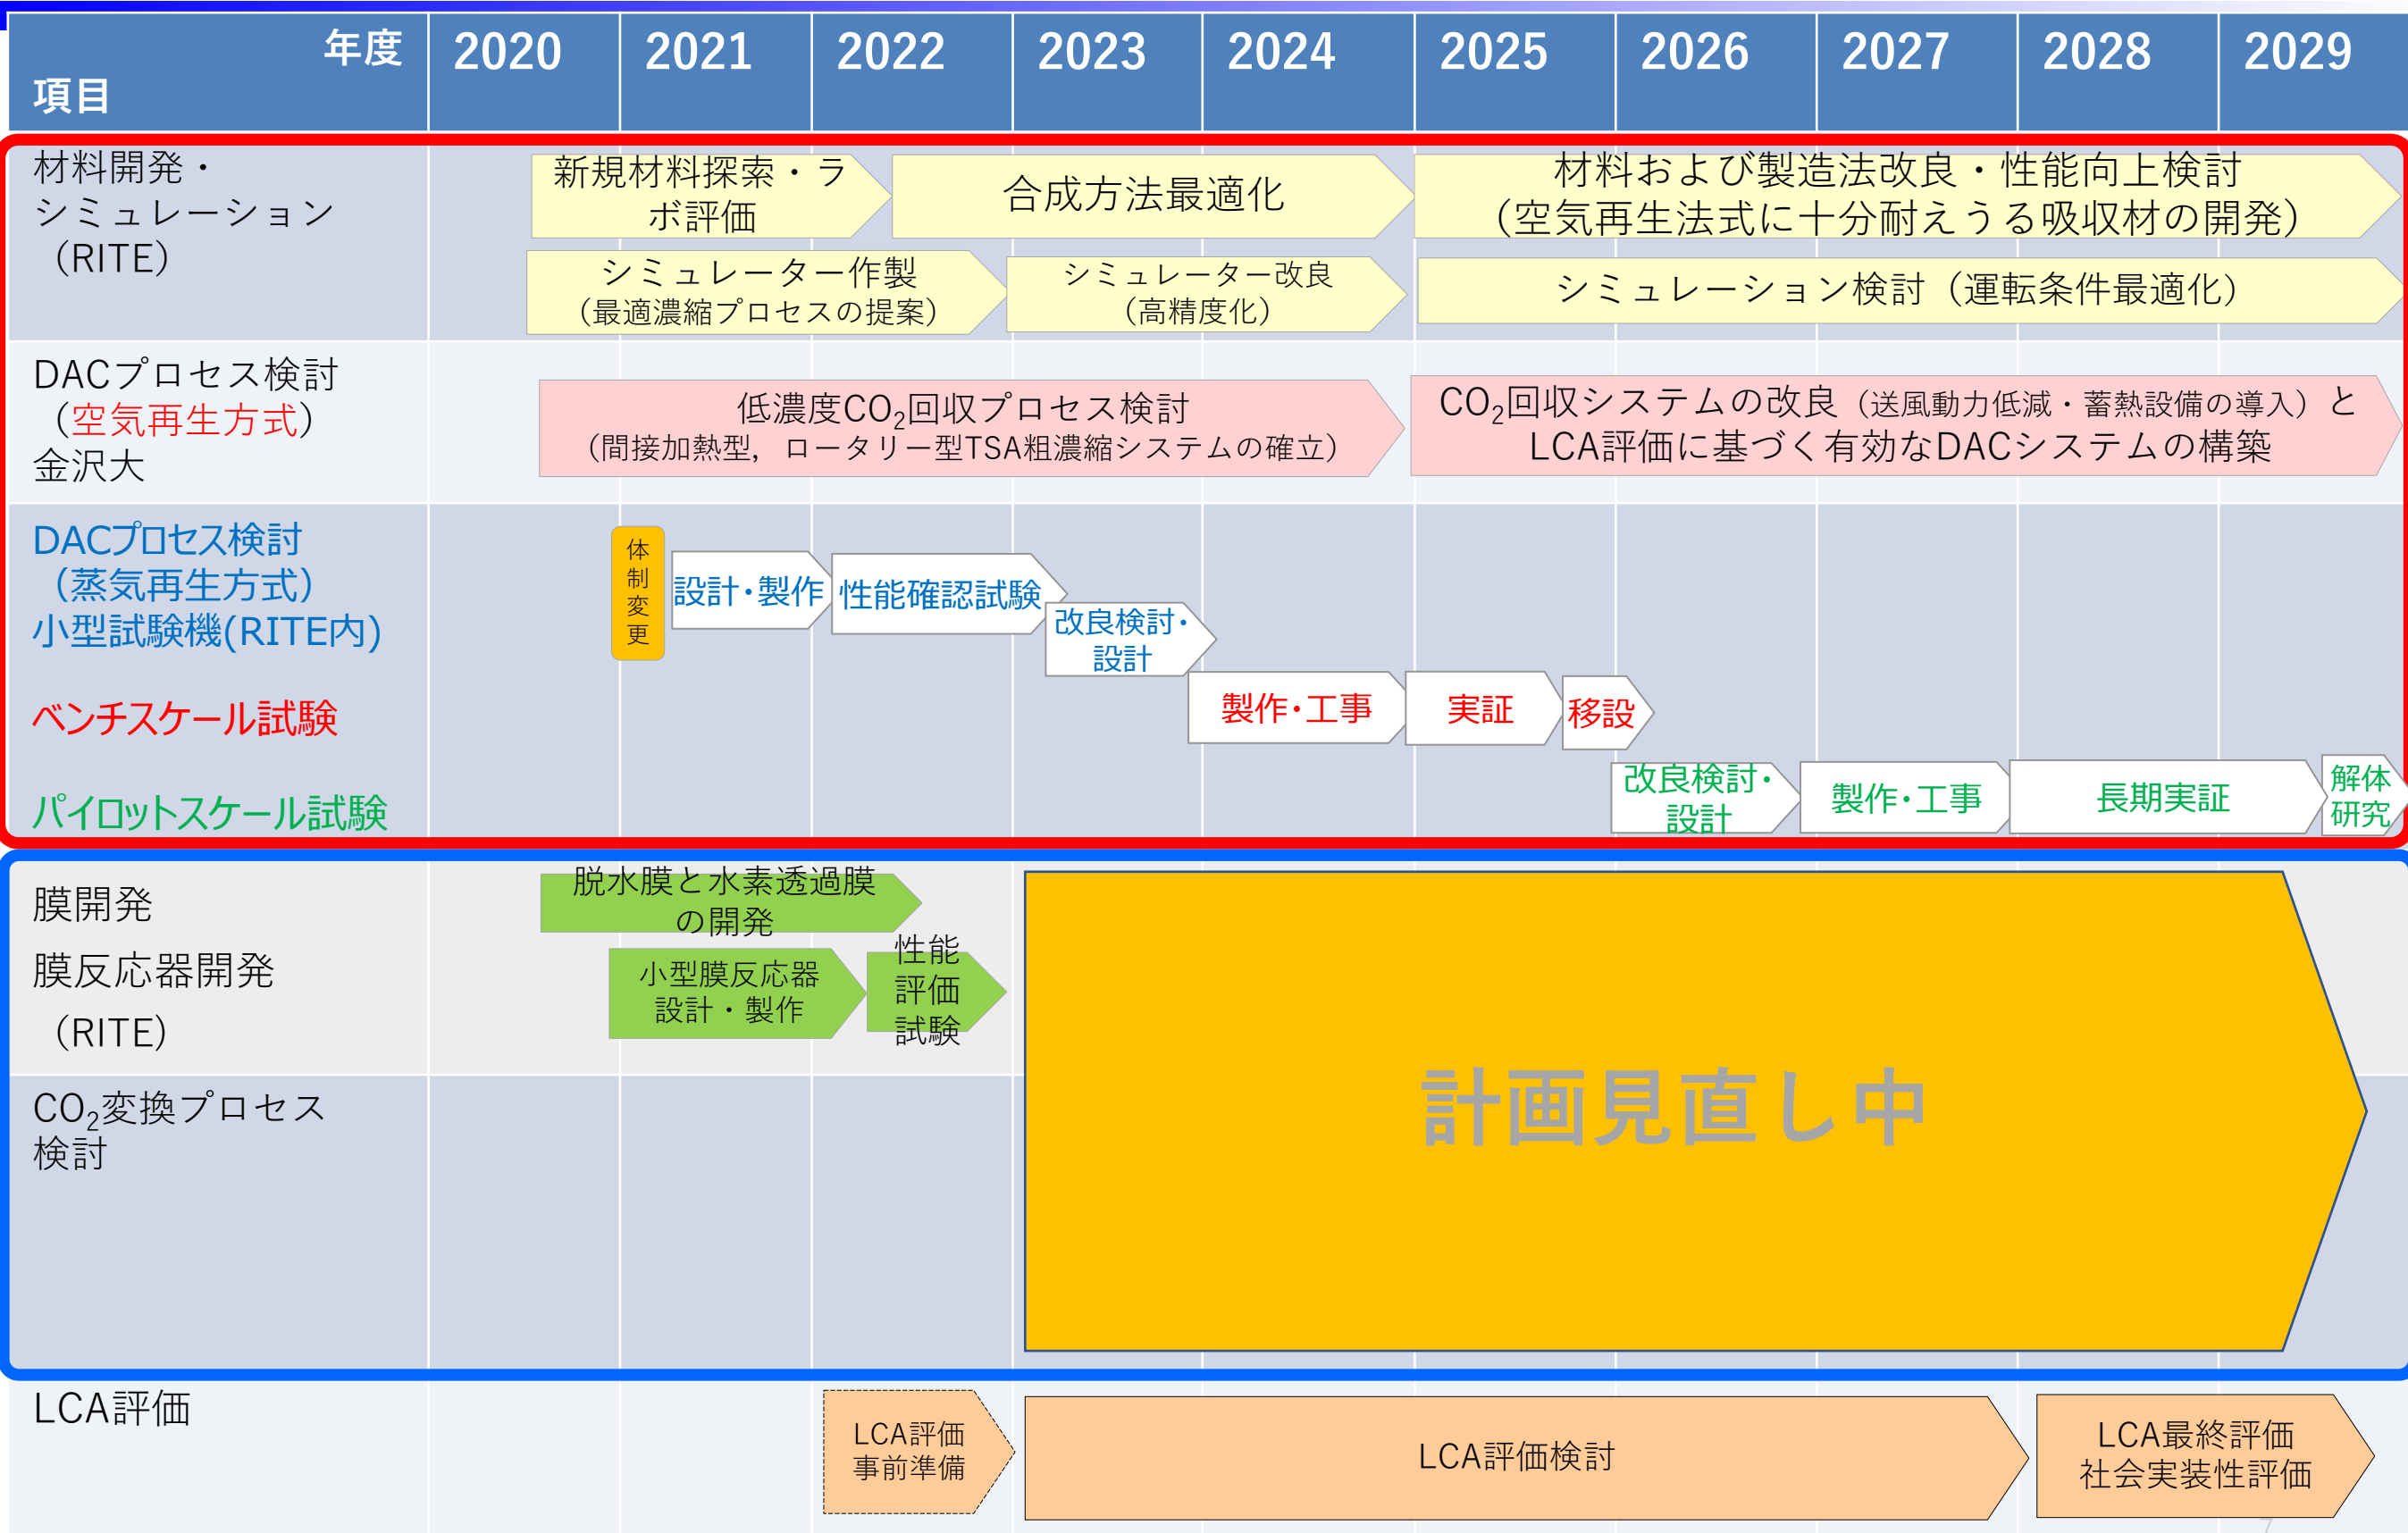 年度
項目
2020
2021
2022
2023
2024
2025
2026
2027
2028
2029
材料開発・
シミュレーション
（RITE）
新規材料探索・ラ
ボ評価
合成方法最適化
材料および製造法改良・性能向上検討
（空気再生法式に十分耐えうる吸収材の開発）
シミュレーター作製
（最適濃縮プロセスの提案）
シミュレーター改良
（高精度化）
シミュレーション検討（運転条件最適化）
DACプロセス検討
（空気再生方式）
金沢大
低濃度CO₂回収プロセス検討
（間接加熱型，ロータリー型TSA粗濃縮システムの確立）
CO₂回収システムの改良（送風動力低減・蓄熱設備の導入）と
LCA評価に基づく有効なDACシステムの構築
DACプロセス検討
（蒸気再生方式）
小型試験機(RITE内)
体
制
変
更
設計・製作
性能確認試験
改良検討・
設計
ベンチスケール試験
製作・工事
実証
移設
パイロットスケール試験
改良検討・
設計
製作・工事
長期実証
解体
研究
膜開発
膜反応器開発
（RITE)
脱水膜と水素透過膜
の開発
小型膜反応器
設計・製作
性能
評価
試験
計画見直し中
CO₂変換プロセス
検討
LCA評価
LCA評価
事前準備
LCA評価検討
LCA最終評価
社会実装性評価
7